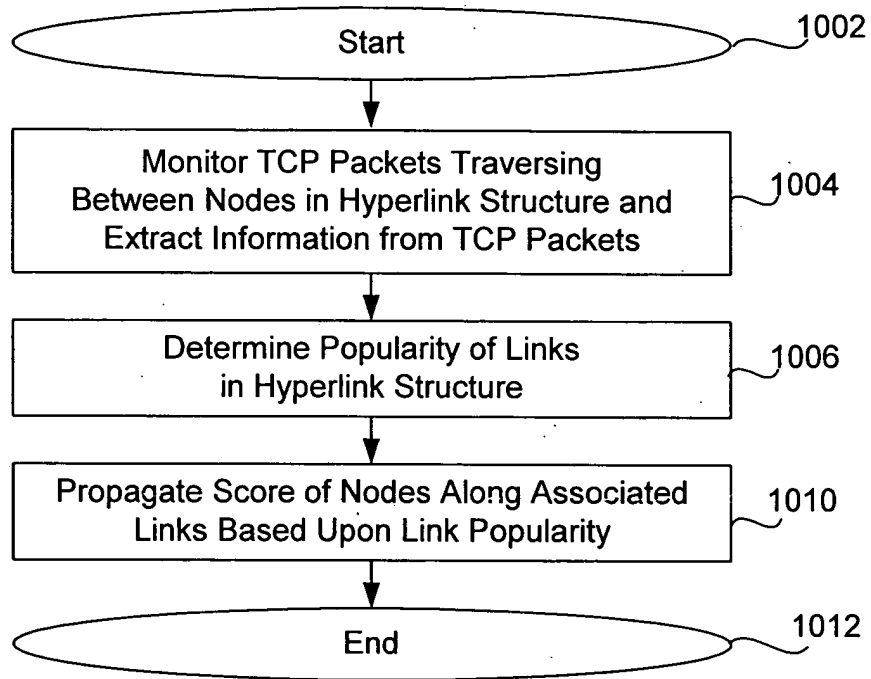 Start
1002
Monitor TCP Packets Traversing
Between Nodes in Hyperlink Structure and
Extract Information from TCP Packets
1004
Determine Popularity of Links
in Hyperlink Structure
1006
Propagate Score of Nodes Along Associated
Links Based Upon Link Popularity
1010
End
1012